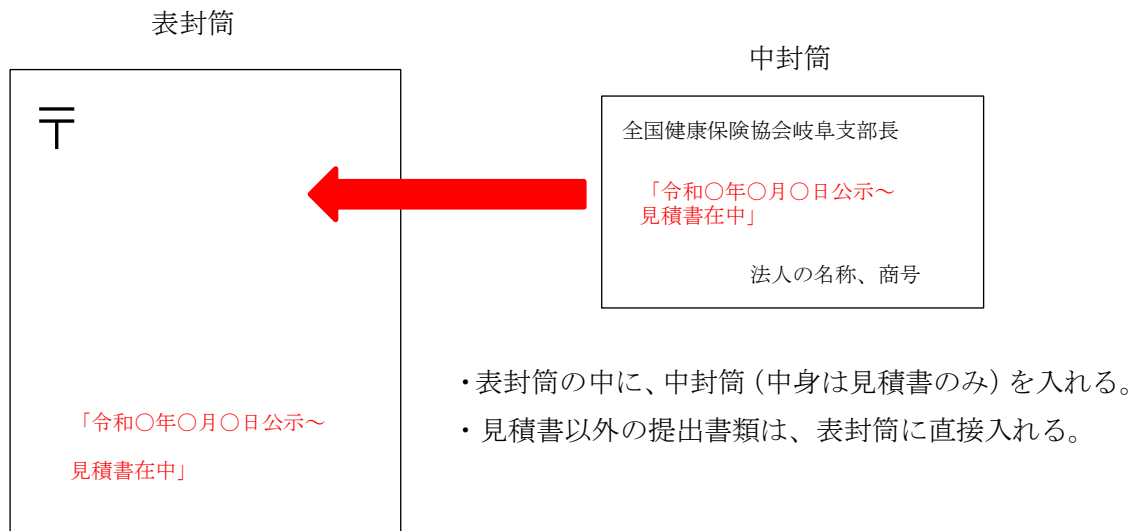 表封筒
〒
「令和〇年〇月〇日公示～
見積書在中」
中封筒
全国健康保険協会岐阜支部長
「令和〇年〇月〇日公示～
見積書在中」
法人の名称、商号
・表封筒の中に、中封筒（中身は見積書のみ）を入れる。
・見積書以外の提出書類は、表封筒に直接入れる。